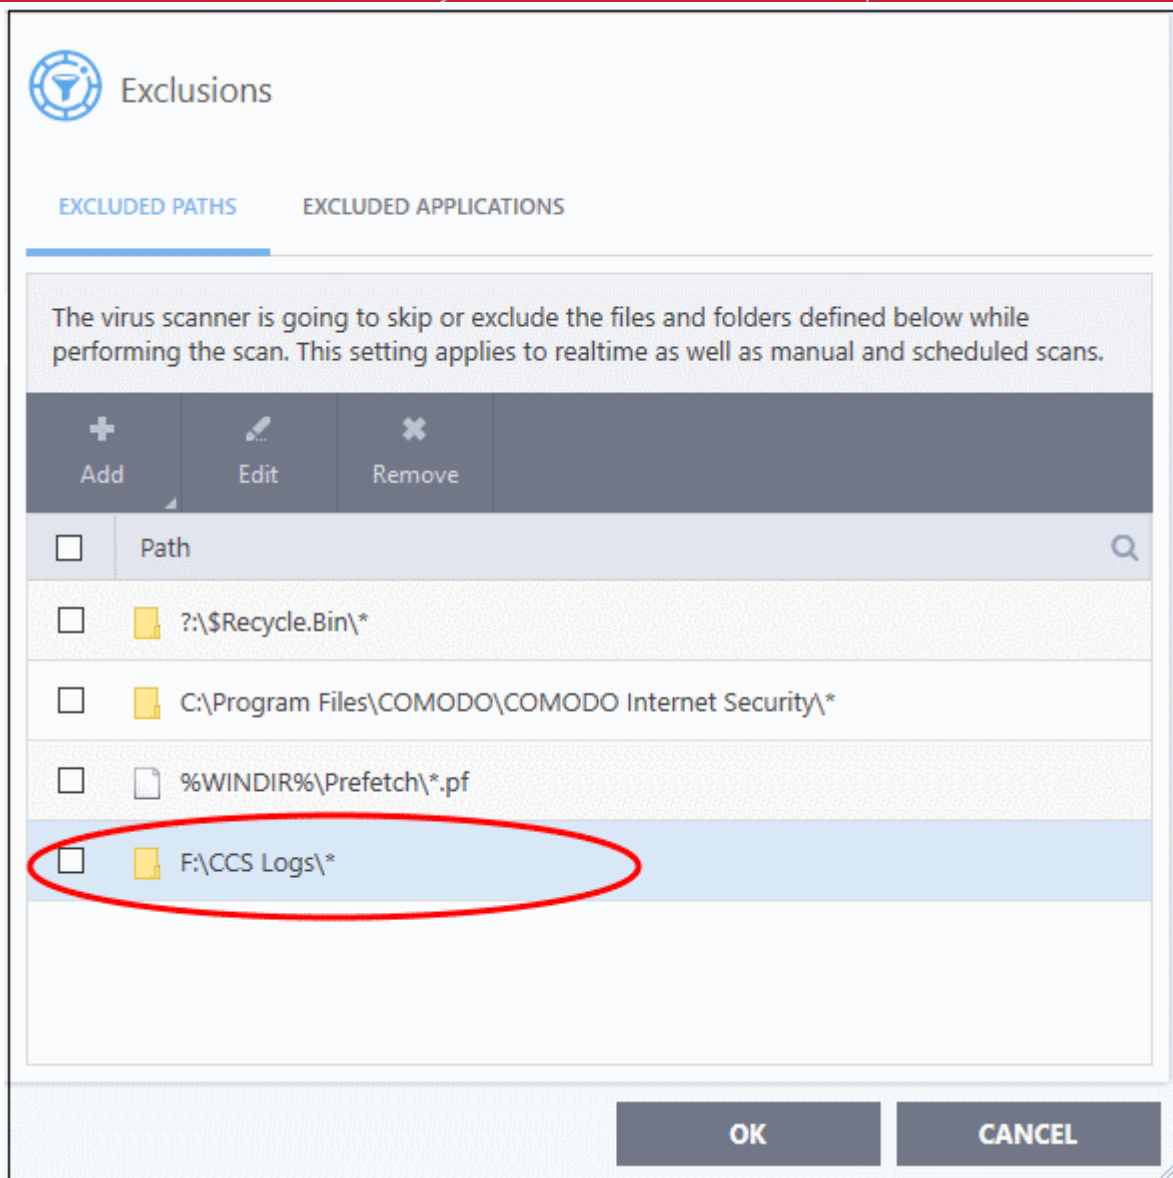 Exclusions
EXCLUDED PATHS EXCLUDED APPLICATIONS
The virus scanner is going to skip or exclude the files and folders defined below while
performing the scan. This setting applies to realtime as well as manual and scheduled scans.
Add Edit Remove
Path
?:\$Recycle.Bin\*
C:\Program Files\COMODO\COMODO Internet Security\*
%WINDIR%\Prefetch\*.pf
F:\CCS Logs\*
OK CANCEL